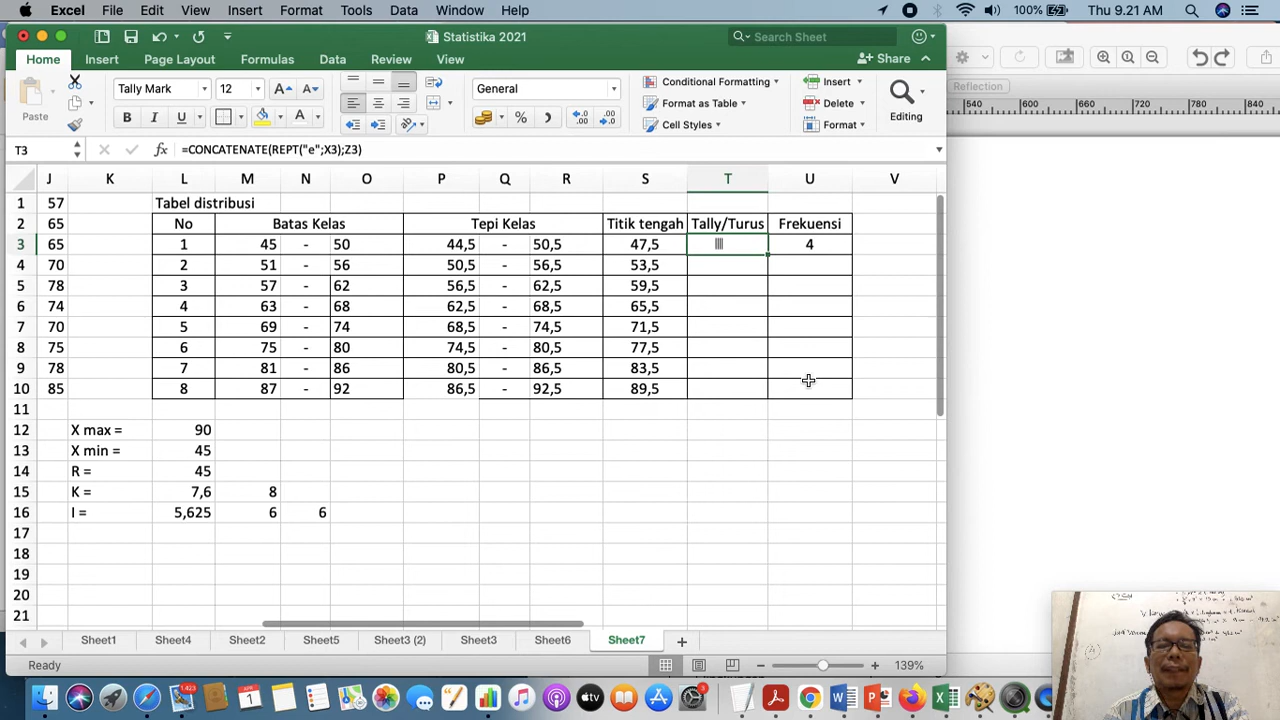 Excel File Edit View Insert Format Tools Data Window Help 100% Thu 9.21 AM
Statistika 2021 Search Sheet
Home Insert Page Layout Formulas Data Review View Share
Tally Mark 12 General Conditional Formatting Insert
Paste B I U A % Format as Table Delete Editing
Cell Styles Format
Reflection
540 600 660 720 780 840
T3 fx =CONCATENATE(REPT("e";X3);Z3)
J K L M N O P Q R S T U V
1 57 Tabel distribusi
2 65 No Batas Kelas Tepi Kelas Titik tengah Tally/Turus Frekuensi
3 65 1 45 - 50 44,5 - 50,5 47,5 |||| 4
4 70 2 51 - 56 50,5 - 56,5 53,5
5 78 3 57 - 62 56,5 - 62,5 59,5
6 74 4 63 - 68 62,5 - 68,5 65,5
7 70 5 69 - 74 68,5 - 74,5 71,5
8 75 6 75 - 80 74,5 - 80,5 77,5
9 78 7 81 - 86 80,5 - 86,5 83,5
10 85 8 87 - 92 86,5 - 92,5 89,5
11
12 X max = 90
13 X min = 45
14 R = 45
15 K = 7,6 8
16 I = 5,625 6 6
17
18
19
20
21
Sheet1 Sheet4 Sheet2 Sheet5 Sheet3 (2) Sheet3 Sheet6 Sheet7
Ready 139%